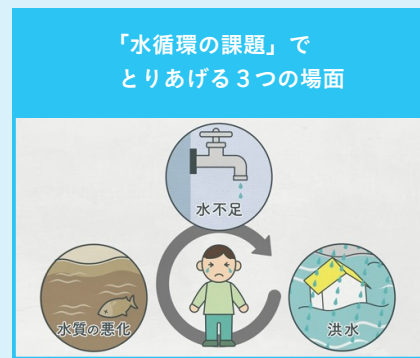 「水循環の課題」で
とりあげる３つの場面
水不足
水質の悪化
洪水